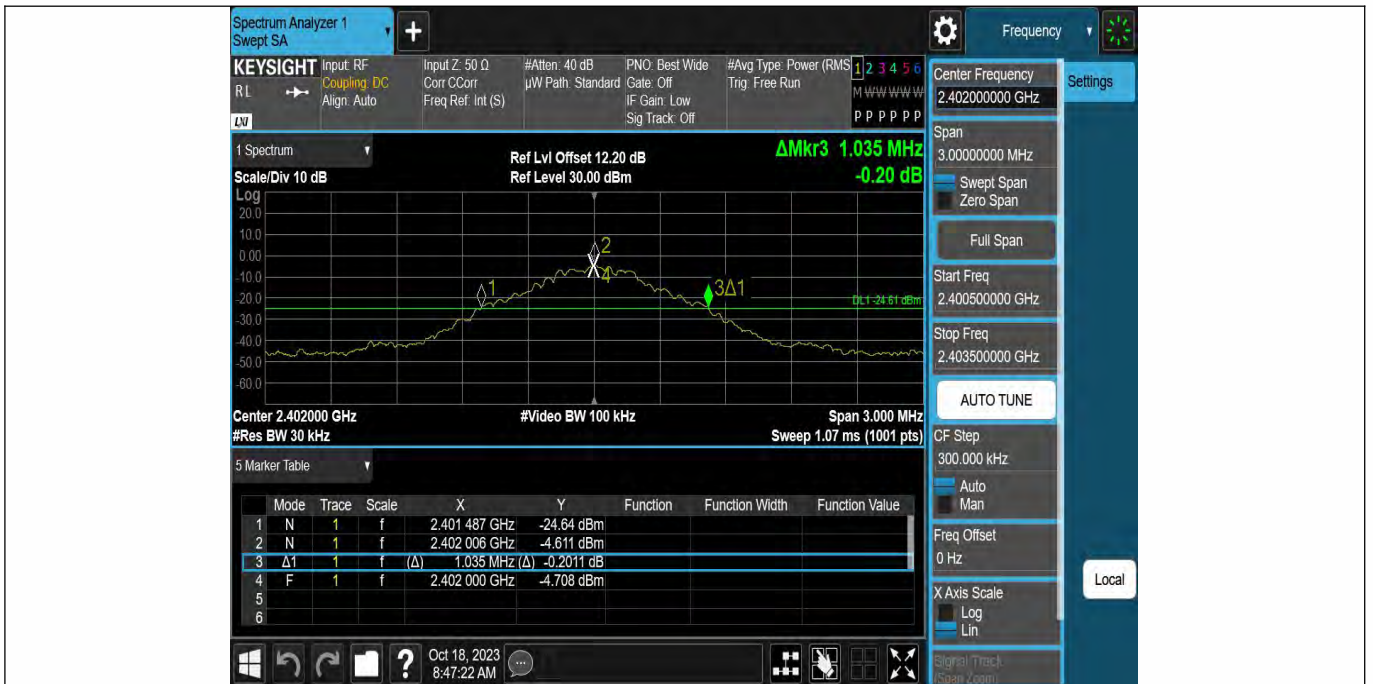 Spectrum Analyzer 1
Swept SA
+
Frequency
KEYSIGHT
RL
LXI
Input: RF
Coupling: DC
Align: Auto
Input Z: 50 Ω
Corr CCorr
Freq Ref: Int (S)
#Atten: 40 dB
µW Path: Standard
PNO: Best Wide
Gate: Off
IF Gain: Low
Sig Track: Off
#Avg Type: Power (RMS
Trig: Free Run
1 2 3 4 5 6
M W W W W W
P P P P P P
1 Spectrum
Scale/Div 10 dB
Ref Lvl Offset 12.20 dB
Ref Level 30.00 dBm
ΔMkr3 1.035 MHz
-0.20 dB
Log
20.0
10.0
0.00
-10.0
-20.0
-30.0
-40.0
-50.0
-60.0
1
2
4
3Δ1
DL1 -24.61 dBm
Center 2.402000 GHz
#Video BW 100 kHz
Span 3.000 MHz
#Res BW 30 kHz
Sweep 1.07 ms (1001 pts)
5 Marker Table
Mode Trace Scale X Y Function Function Width Function Value
1 N 1 f 2.401 487 GHz -24.64 dBm
2 N 1 f 2.402 006 GHz -4.611 dBm
3 Δ1 1 f (Δ) 1.035 MHz (Δ) -0.2011 dB
4 F 1 f 2.402 000 GHz -4.708 dBm
5
6
?
Oct 18, 2023
8:47:22 AM
Center Frequency
2.402000000 GHz
Span
3.00000000 MHz
Swept Span
Zero Span
Full Span
Start Freq
2.400500000 GHz
Stop Freq
2.403500000 GHz
AUTO TUNE
CF Step
300.000 kHz
Auto
Man
Freq Offset
0 Hz
X Axis Scale
Log
Lin
Signal Track
(Span Zoom)
Settings
Local